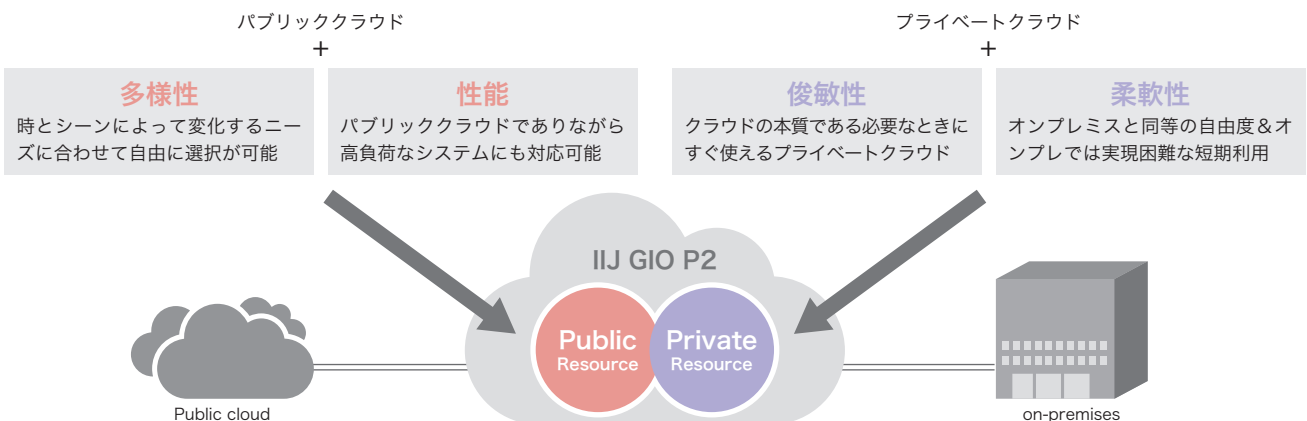 パブリッククラウド
+
多様性
時とシーンによって変化するニー
ズに合わせて自由に選択が可能
性能
パブリッククラウドでありながら
高負荷なシステムにも対応可能
プライベートクラウド
+
俊敏性
クラウドの本質である必要なときに
すぐ使えるプライベートクラウド
柔軟性
オンプレミスと同等の自由度＆オ
ンプレでは実現困難な短期利用
IIJ GIO P2
Public
Resource
Private
Resource
Public cloud
on-premises